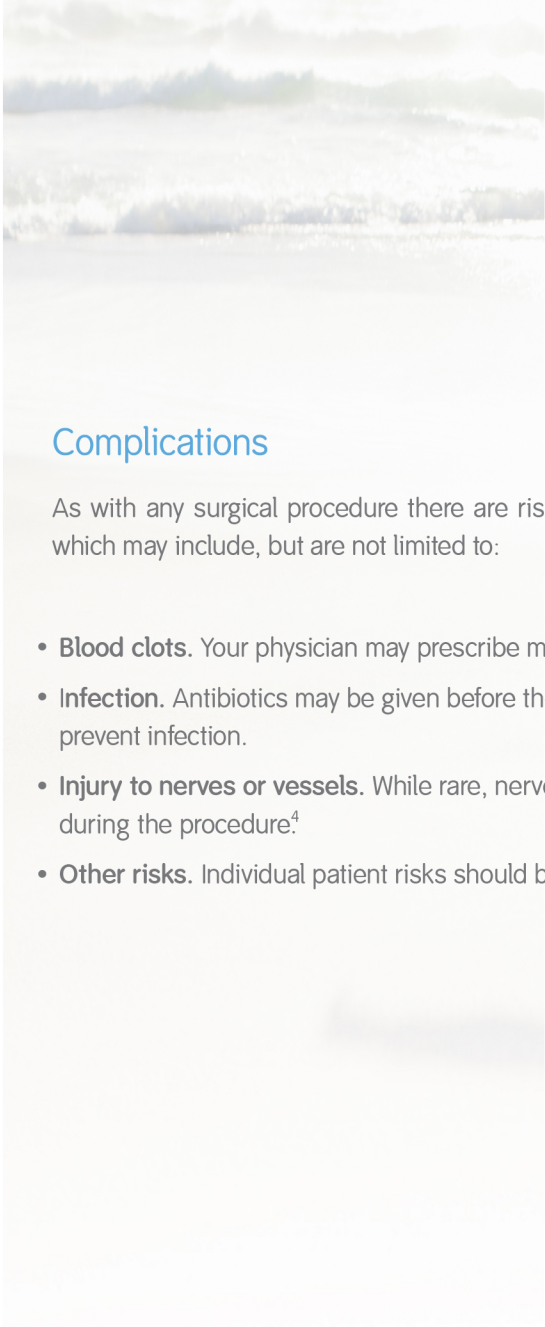 Complications
As with any surgical procedure there are ris
which may include, but are not limited to:
• Blood clots. Your physician may prescribe m
• Infection. Antibiotics may be given before th
prevent infection.
• Injury to nerves or vessels. While rare, nerv
during the procedure.4
• Other risks. Individual patient risks should b